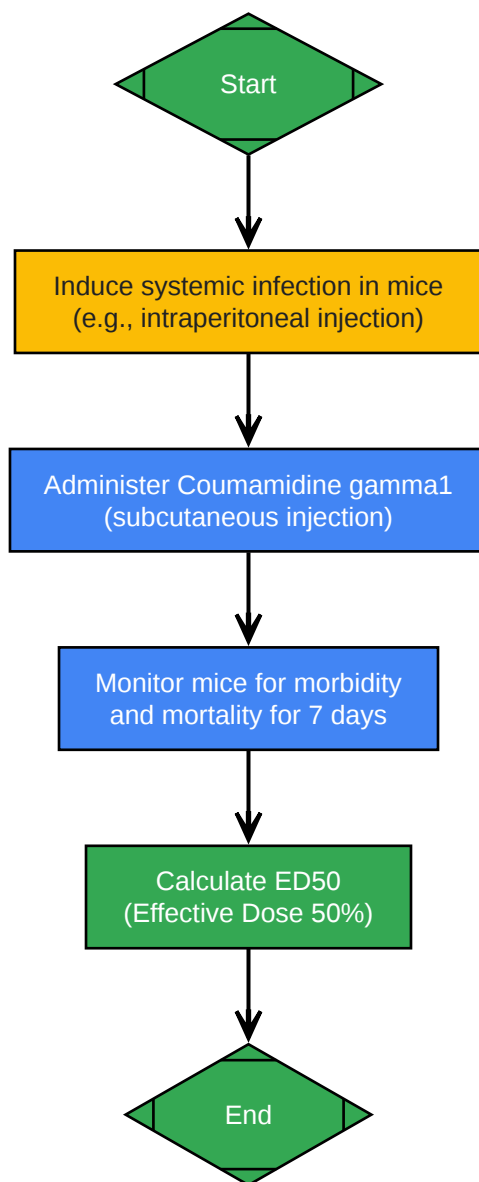 Start
Induce systemic infection in mice
(e.g., intraperitoneal injection)
Administer Coumamidine gamma1
(subcutaneous injection)
Monitor mice for morbidity
and mortality for 7 days
Calculate ED50
(Effective Dose 50%)
End